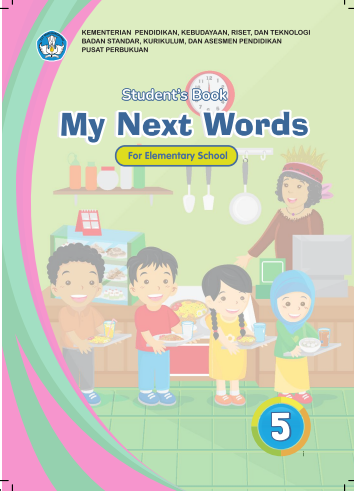 KEMENTERIAN PENDIDIKAN, KEBUDAYAAN, RISET, DAN TEKNOLOGI
BADAN STANDAR, KURIKULUM, DAN ASESMEN PENDIDIKAN
PUSAT PERBUKUAN
Student's Book
My Next Words
For Elementary School
5